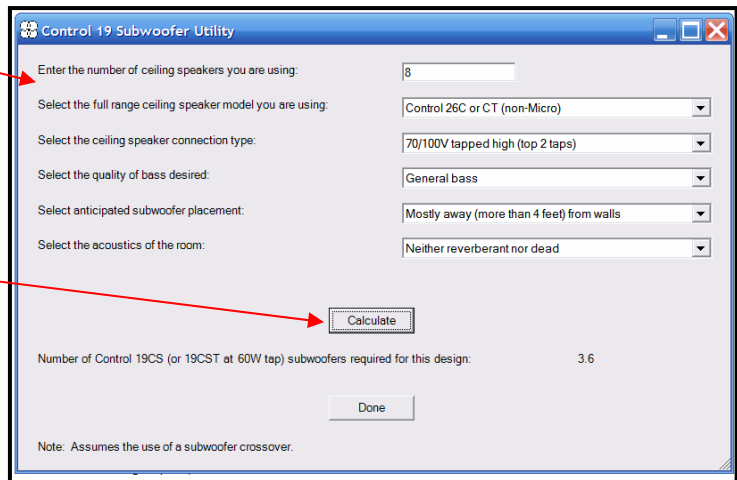 Control 19 Subwoofer Utility
Enter the number of ceiling speakers you are using: 8
Select the full range ceiling speaker model you are using: Control 26C or CT (non-Micro)
Select the ceiling speaker connection type: 70/100V tapped high (top 2 taps)
Select the quality of bass desired: General bass
Select anticipated subwoofer placement: Mostly away (more than 4 feet) from walls
Select the acoustics of the room: Neither reverberant nor dead
Calculate
Number of Control 19CS (or 19CST at 60W tap) subwoofers required for this design: 3.6
Done
Note: Assumes the use of a subwoofer crossover.